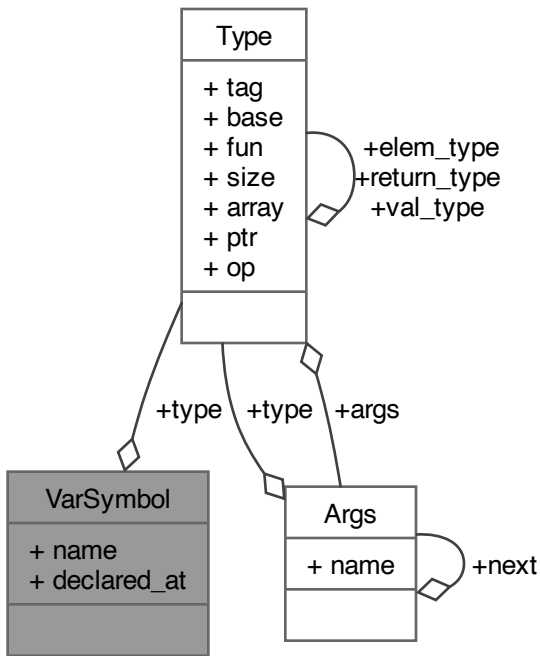 Type
+ tag
+ base
+ fun
+ size
+ array
+ ptr
+ op
+elem_type
+return_type
+val_type
+type
+type
+args
VarSymbol
+ name
+ declared_at
Args
+ name
+next